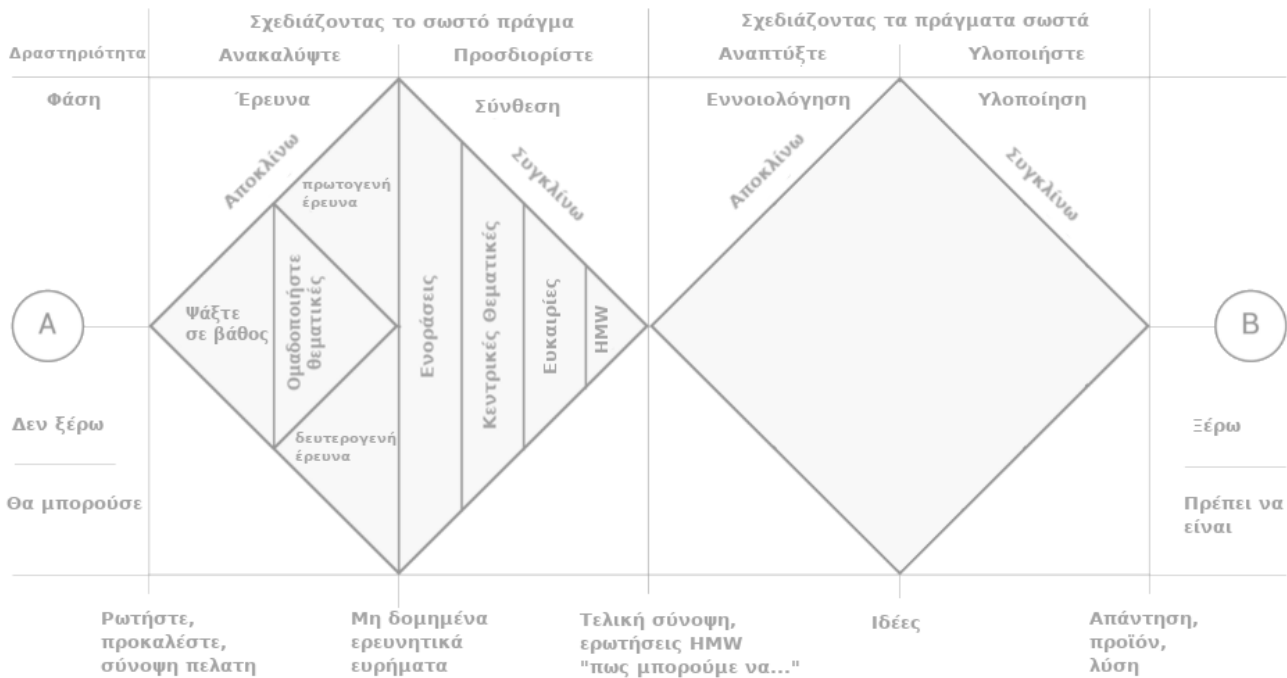 Σχεδιάζοντας το σωστό πράγμα
Σχεδιάζοντας τα πράγματα σωστά
Δραστηριότητα
Ανακαλύψτε
Προσδιορίστε
Αναπτύξτε
Υλοποιήστε
Φάση
Έρευνα
Σύνθεση
Εννοιολόγηση
Υλοποίηση
Αποκλίνω
Συγκλίνω
Αποκλίνω
Συγκλίνω
πρωτογενή
έρευνα
Ψάξτε
σε βάθος
Ομαδοποιήστε
θεματικές
Ενοράσεις
Κεντρικές Θεματικές
Ευκαιρίες
HMW
A
B
δευτερογενή
έρευνα
Δεν ξέρω
Ξέρω
Θα μπορούσε
Πρέπει να
είναι
Ρωτήστε,
προκαλέστε,
σύνοψη πελατη
Μη δομημένα
ερευνητικά
ευρήματα
Τελική σύνοψη,
ερωτήσεις HMW
"πως μπορούμε να..."
Ιδέες
Απάντηση,
προϊόν,
λύση